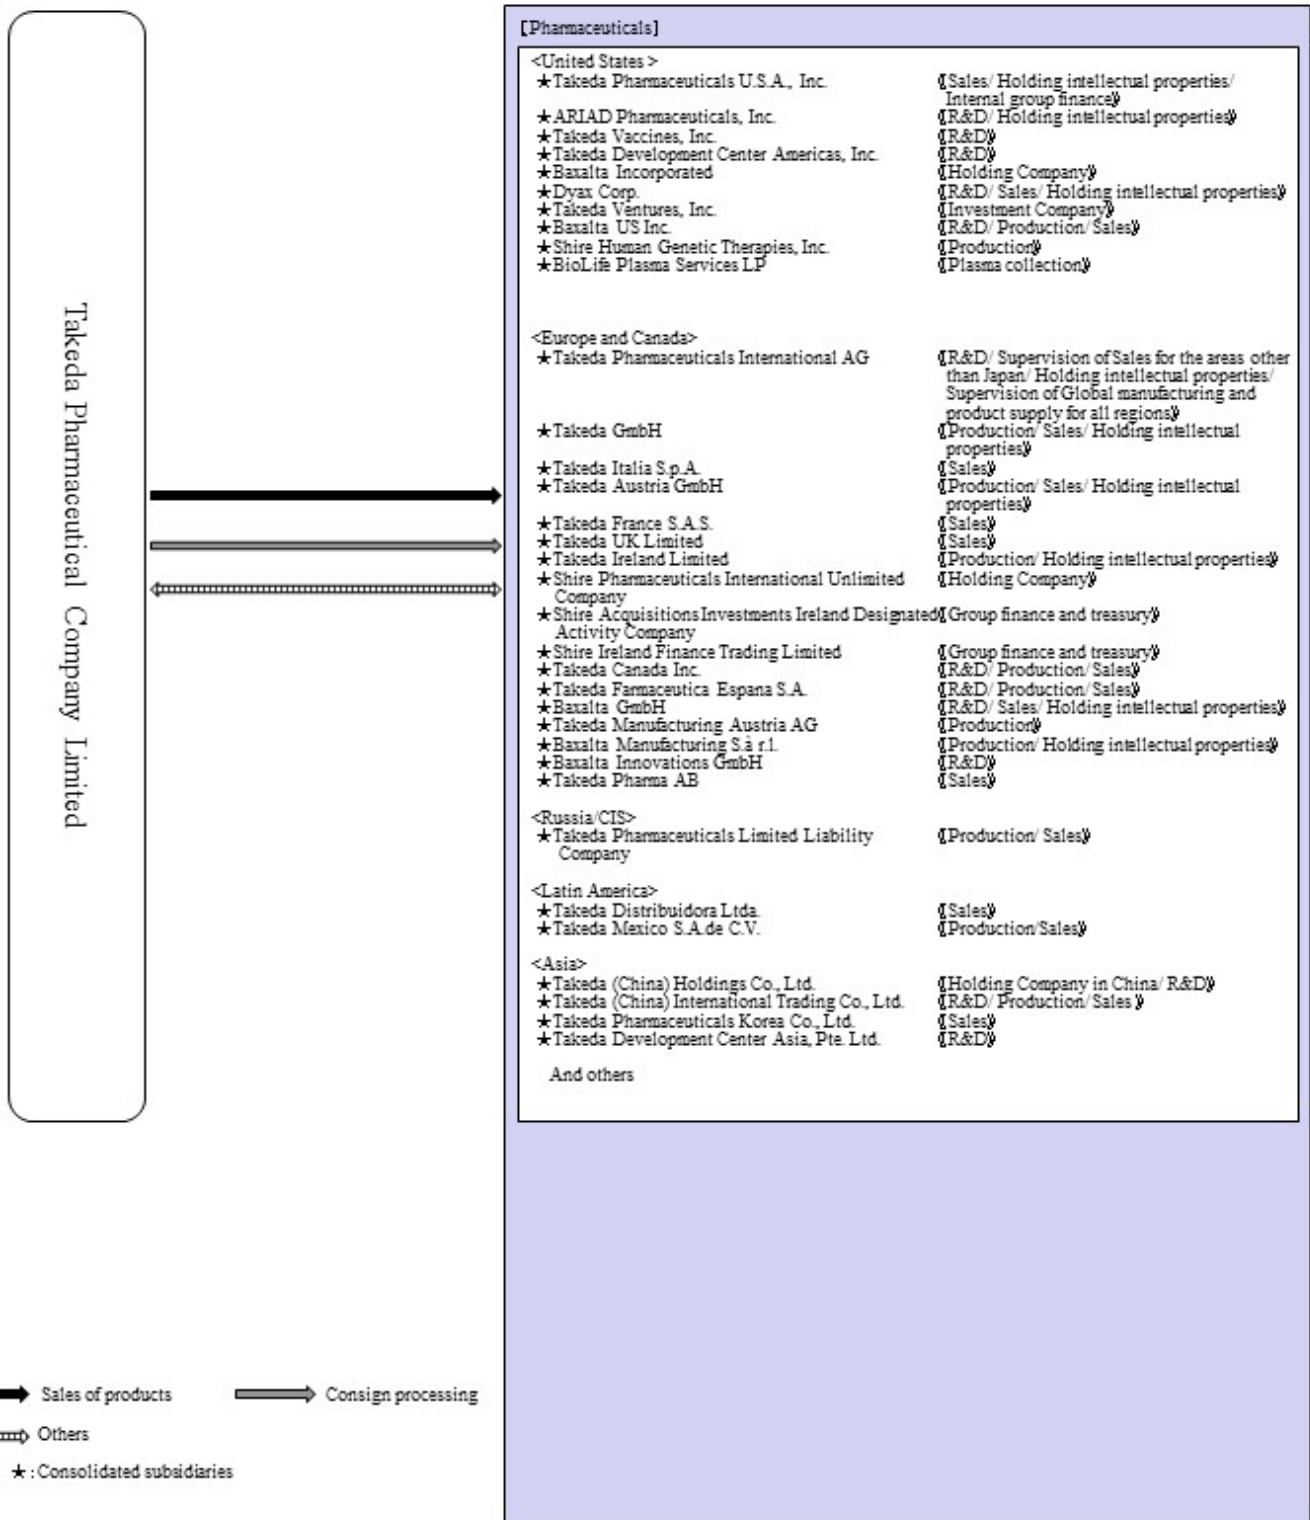 Takeda Pharmaceutical Company Limited
[Pharmaceuticals]
<United States >
★Takeda Pharmaceuticals U.S.A., Inc. 《Sales/ Holding intellectual properties/
Internal group finance》
★ARIAD Pharmaceuticals, Inc. 《R&D/ Holding intellectual properties》
★Takeda Vaccines, Inc. 《R&D》
★Takeda Development Center Americas, Inc. 《R&D》
★Baxalta Incorporated 《Holding Company》
★Dyax Corp. 《R&D/ Sales/ Holding intellectual properties》
★Takeda Ventures, Inc. 《Investment Company》
★Baxalta US Inc. 《R&D/ Production/ Sales》
★Shire Human Genetic Therapies, Inc. 《Production》
★BioLife Plasma Services LP 《Plasma collection》
<Europe and Canada>
★Takeda Pharmaceuticals International AG 《R&D/ Supervision of Sales for the areas other
than Japan/ Holding intellectual properties/
Supervision of Global manufacturing and
product supply for all regions》
★Takeda GmbH 《Production/ Sales/ Holding intellectual
properties》
★Takeda Italia S.p.A. 《Sales》
★Takeda Austria GmbH 《Production/ Sales/ Holding intellectual
properties》
★Takeda France S.A.S. 《Sales》
★Takeda UK Limited 《Sales》
★Takeda Ireland Limited 《Production/ Holding intellectual properties》
★Shire Pharmaceuticals International Unlimited 《Holding Company》
Company
★Shire Acquisitions Investments Ireland Designated 《Group finance and treasury》
Activity Company
★Shire Ireland Finance Trading Limited 《Group finance and treasury》
★Takeda Canada Inc. 《R&D/ Production/ Sales》
★Takeda Farmaceutica Espana S.A. 《R&D/ Production/ Sales》
★Baxalta GmbH 《R&D/ Sales/ Holding intellectual properties》
★Takeda Manufacturing Austria AG 《Production》
★Baxalta Manufacturing S.à r.l. 《Production/ Holding intellectual properties》
★Baxalta Innovations GmbH 《R&D》
★Takeda Pharma AB 《Sales》
<Russia/CIS>
★Takeda Pharmaceuticals Limited Liability 《Production/ Sales》
Company
<Latin America>
★Takeda Distribuidora Ltda. 《Sales》
★Takeda Mexico S.A.de C.V. 《Production/Sales》
<Asia>
★Takeda (China) Holdings Co., Ltd. 《Holding Company in China/ R&D》
★Takeda (China) International Trading Co., Ltd. 《R&D/ Production/ Sales 》
★Takeda Pharmaceuticals Korea Co., Ltd. 《Sales》
★Takeda Development Center Asia, Pte. Ltd. 《R&D》
And others
Sales of products Consign processing
Others
★ : Consolidated subsidiaries